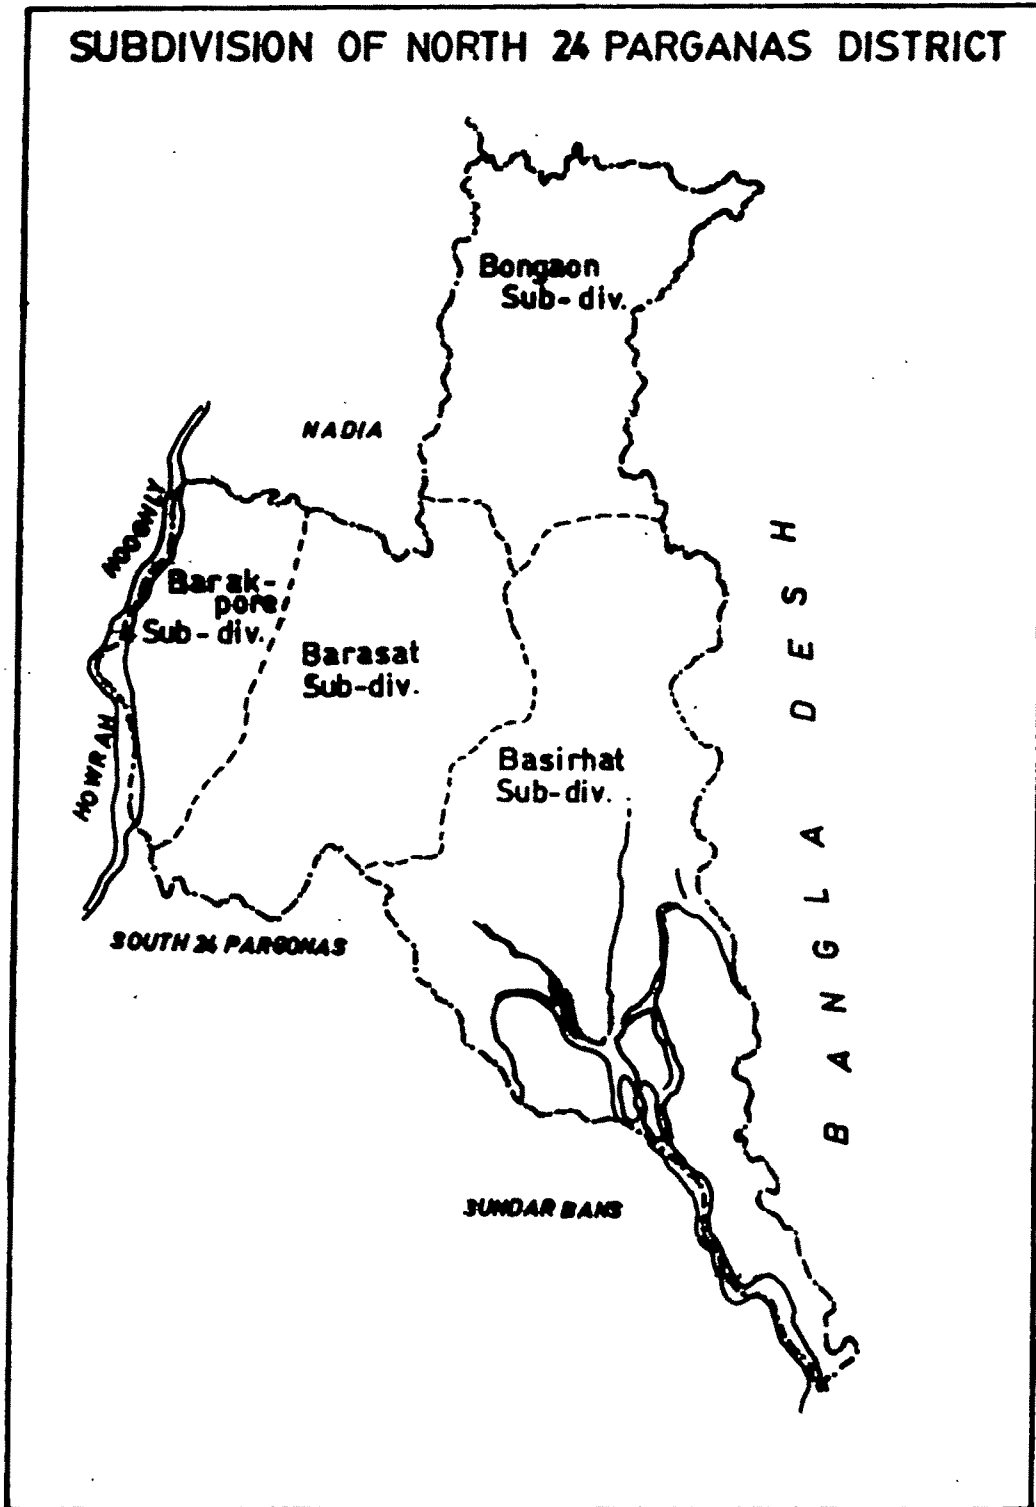 SUBDIVISION OF NORTH 24 PARGANAS DISTRICT
Bongaon
Sub-div.
NADIA
HOOGHLY
Barak-
pore
Sub-div.
Barasat
Sub-div.
HOWRAH
Basirhat
Sub-div.
BANGLA DESH
SOUTH 24 PARGONAS
SUNDAR BANS